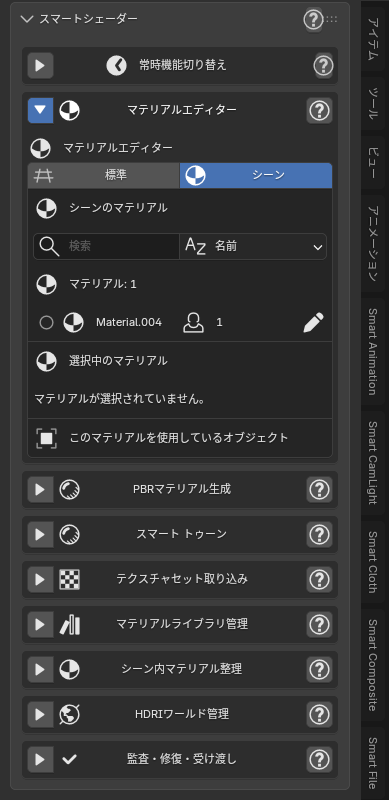 スマートシェーダー
常時機能切り替え
マテリアルエディター
マテリアルエディター
標準
シーン
シーンのマテリアル
検索
名前
マテリアル: 1
Material.004
1
選択中のマテリアル
マテリアルが選択されていません。
このマテリアルを使用しているオブジェクト
PBRマテリアル生成
スマート トゥーン
テクスチャセット取り込み
マテリアルライブラリ管理
シーン内マテリアル整理
HDRIワールド管理
監査・修復・受け渡し
アイテム
ツール
ビュー
アニメーション
Smart Animation
Smart CamLight
Smart Cloth
Smart Composite
Smart File